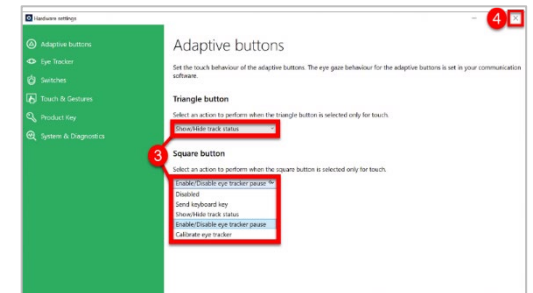 Hardware settings
4
Adaptive buttons
Eye Tracker
Switches
Touch & Gestures
Product Key
System & Diagnostics
Adaptive buttons
Set the touch behaviour of the adaptive buttons. The eye gaze behaviour for the adaptive buttons is set in your communication
software.
Triangle button
Select an action to perform when the triangle button is selected only for touch.
Show/Hide track status
3
Square button
Select an action to perform when the square button is selected only for touch.
Enable/Disable eye tracker pause
Disabled
Send keyboard key
Show/Hide track status
Enable/Disable eye tracker pause
Calibrate eye tracker